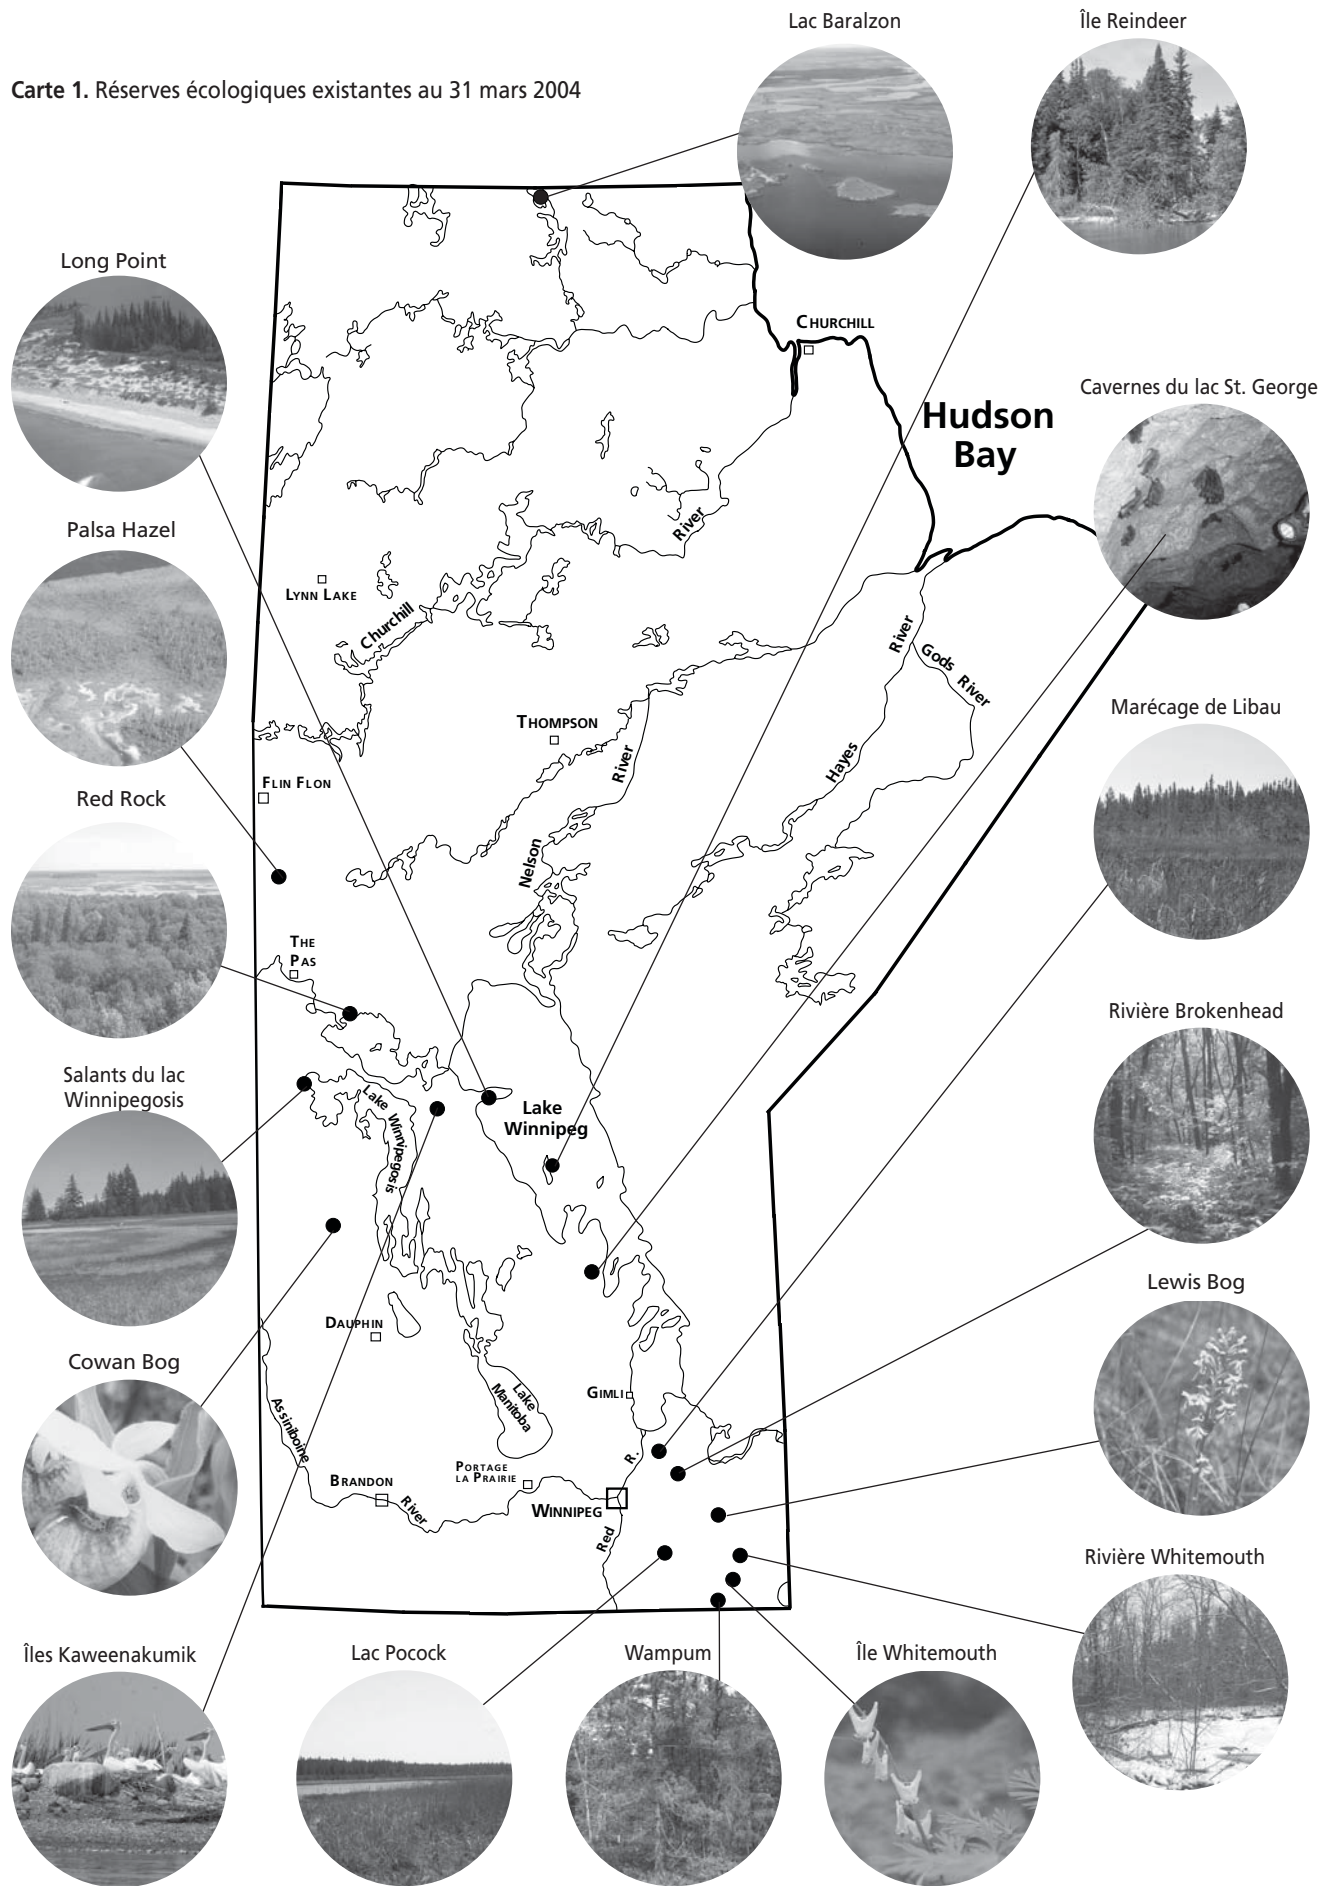 Lac Baralzon
Île Reindeer
Carte 1. Réserves écologiques existantes au 31 mars 2004
Long Point
CHURCHILL
Cavernes du lac St. George
Hudson
Bay
Palsa Hazel
River
LYNN LAKE
Churchill
River
Gods
River
Marécage de Libau
THOMPSON
River
Hayes
FLIN FLON
Red Rock
Nelson
THE
PAS
Rivière Brokenhead
Salants du lac
Winnipegosis
Lake
Winnipegosis
Lake
Winnipeg
Lewis Bog
DAUPHIN
Cowan Bog
Lake
Manitoba
GIMLI
Assiniboine
R.
PORTAGE
LA PRAIRIE
BRANDON
River
WINNIPEG
Red
Rivière Whitemouth
Îles Kaweenakumik
Lac Pocock
Wampum
Île Whitemouth